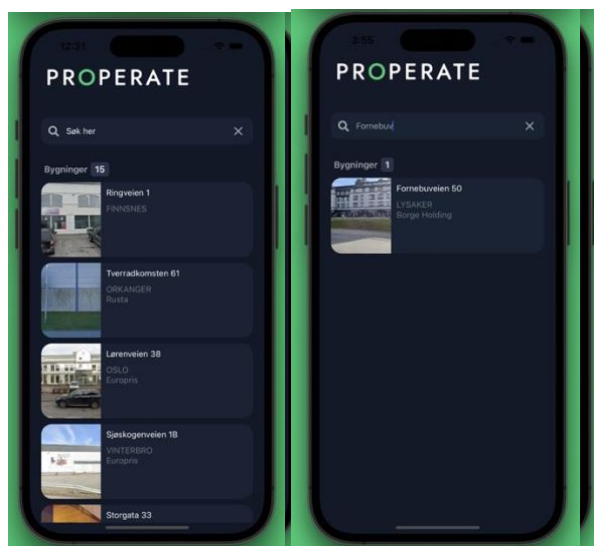 12:31
PROPERATE
Søk her
Bygninger 15
Ringveien 1
FINNSNES
Tverradkomsten 61
ORKANGER
Rusta
Lørenveien 38
OSLO
Europris
Sjøskogenveien 1B
VINTERBRO
Europris
Storgata 33
3:55
PROPERATE
Fornebuv
Bygninger 1
Fornebuveien 50
LYSAKER
Borge Holding